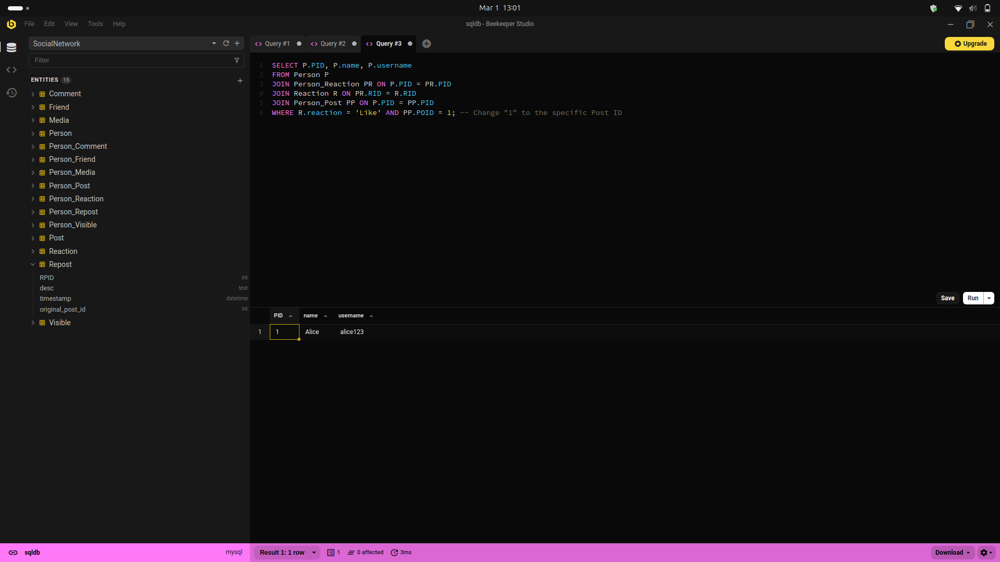 Mar 1 13:01
File Edit View Tools Help
sqldb - Beekeeper Studio
SocialNetwork
Filter
ENTITIES 15
Comment
Friend
Media
Person
Person_Comment
Person_Friend
Person_Media
Person_Post
Person_Reaction
Person_Repost
Person_Visible
Post
Reaction
Repost
RPID int
desc text
timestamp datetime
original_post_id int
Visible
Query #1 Query #2 Query #3
Upgrade
1 SELECT P.PID, P.name, P.username
2 FROM Person P
3 JOIN Person_Reaction PR ON P.PID = PR.PID
4 JOIN Reaction R ON PR.RID = R.RID
5 JOIN Person_Post PP ON P.PID = PP.PID
6 WHERE R.reaction = 'Like' AND PP.POID = 1; -- Change "1" to the specific Post ID
Save Run
PID name username
1 1 Alice alice123
sqldb mysql
Result 1: 1 row 1 0 affected 3ms
Download